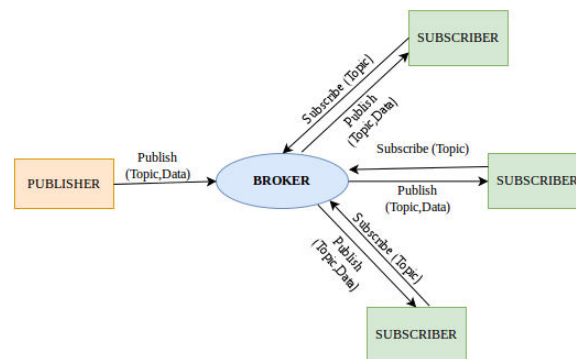 SUBSCRIBER
Subscribe (Topic)
Publish
(Topic,Data)
Publish
(Topic,Data)
PUBLISHER
BROKER
Subscribe (Topic)
Publish
(Topic,Data)
SUBSCRIBER
Subscribe (Topic)
Publish
(Topic,Data)
SUBSCRIBER